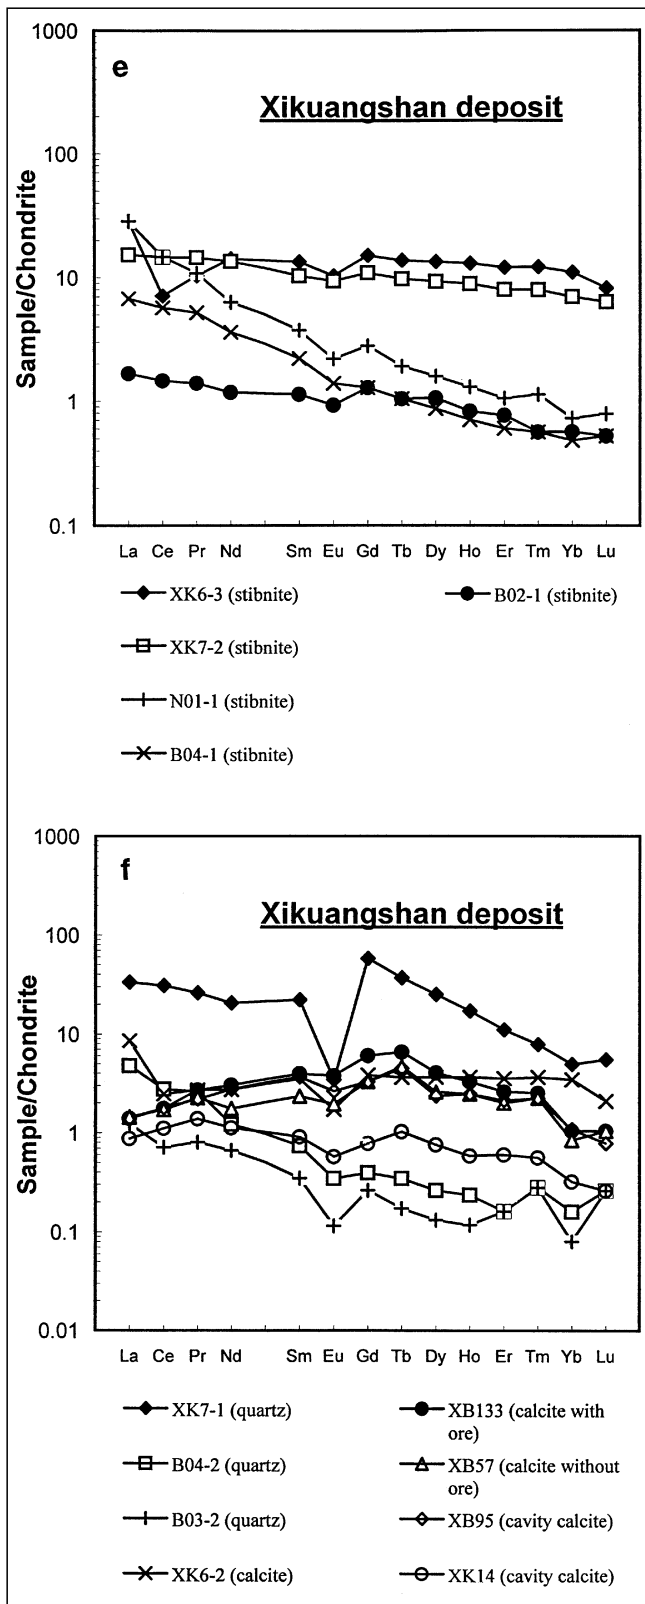 e
Xikuangshan deposit
Sample/Chondrite
1000
100
10
1
0.1
La Ce Pr Nd Sm Eu Gd Tb Dy Ho Er Tm Yb Lu
XK6-3 (stibnite) B02-1 (stibnite)
XK7-2 (stibnite)
N01-1 (stibnite)
B04-1 (stibnite)
f
Xikuangshan deposit
Sample/Chondrite
1000
100
10
1
0.1
0.01
La Ce Pr Nd Sm Eu Gd Tb Dy Ho Er Tm Yb Lu
XK7-1 (quartz)
B04-2 (quartz)
B03-2 (quartz)
XK6-2 (calcite)
XB133 (calcite with
ore)
XB57 (calcite without
ore)
XB95 (cavity calcite)
XK14 (cavity calcite)